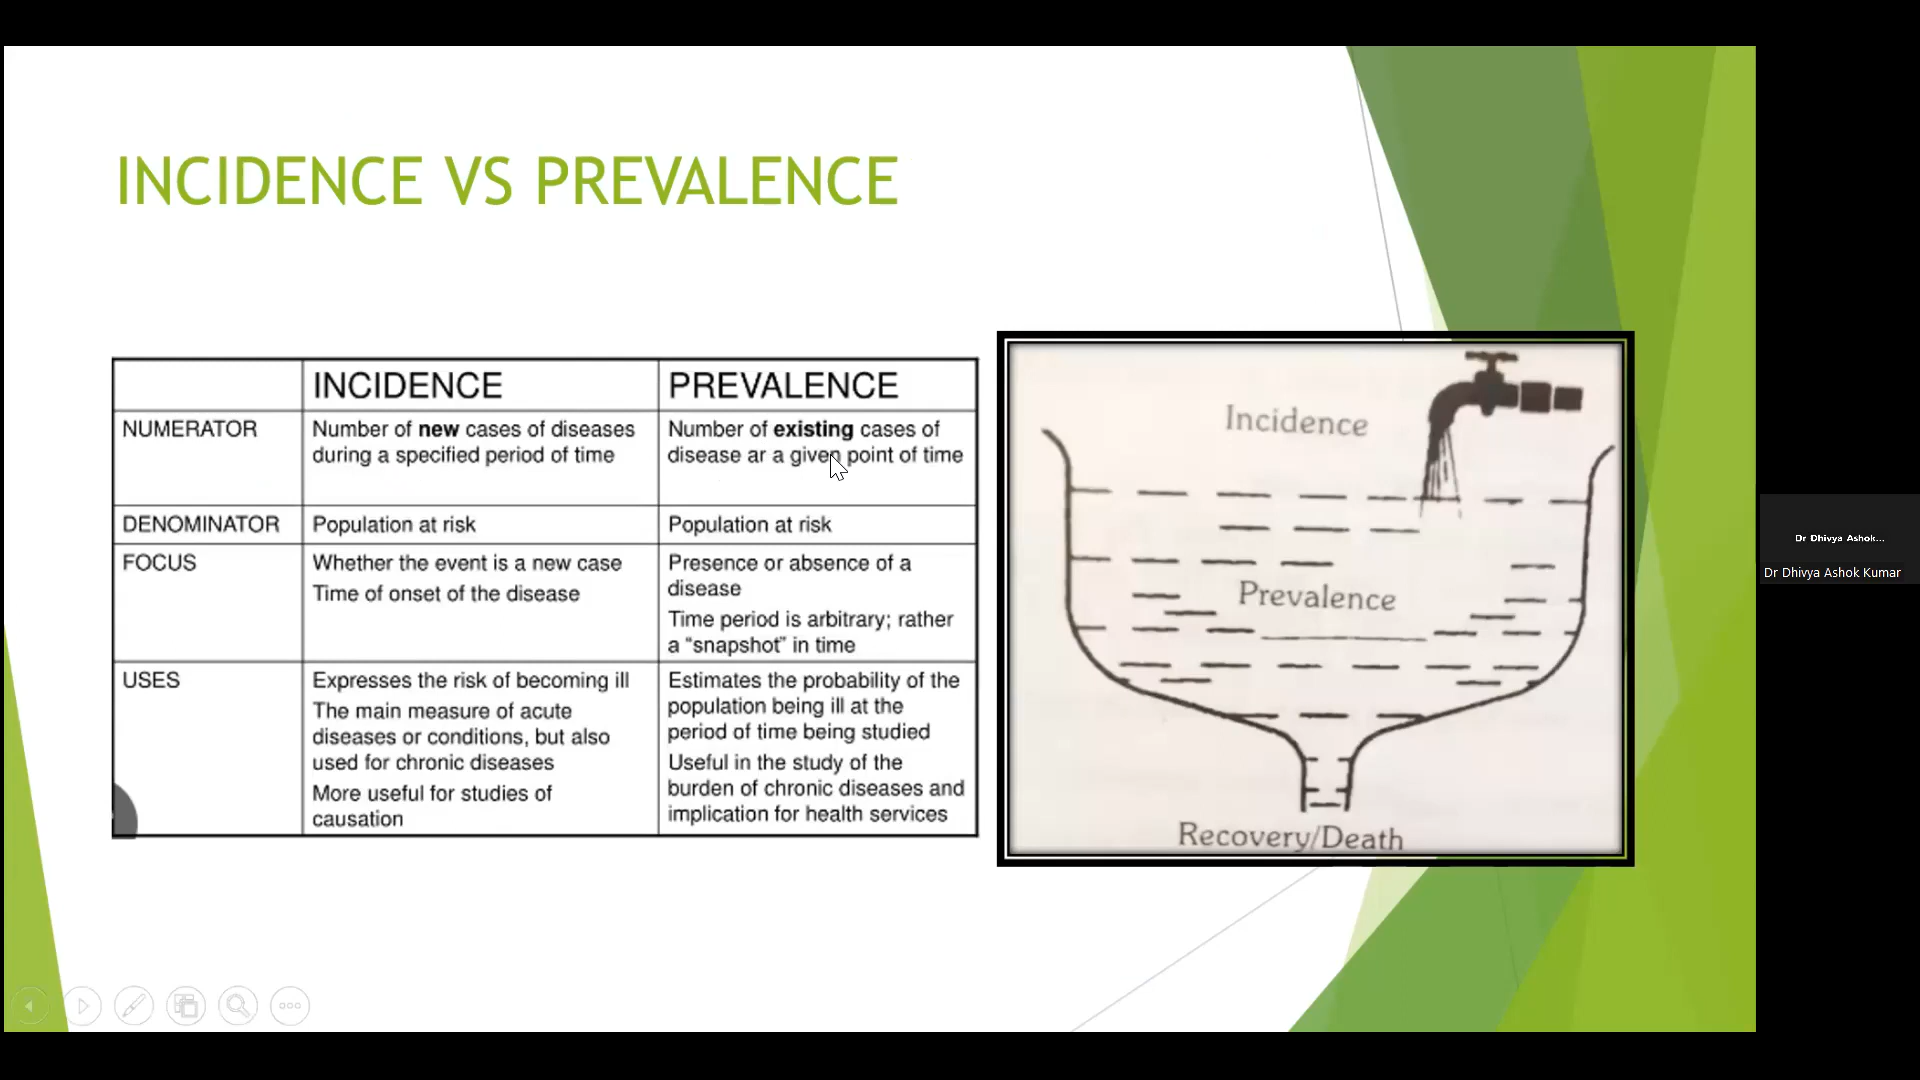 INCIDENCE VS PREVALENCE
INCIDENCE
PREVALENCE
NUMERATOR
Number of new cases of diseases
during a specified period of time
Number of existing cases of
disease ar a given point of time
DENOMINATOR
Population at risk
Population at risk
FOCUS
Whether the event is a new case
Time of onset of the disease
Presence or absence of a
disease
Time period is arbitrary; rather
a “snapshot” in time
USES
Expresses the risk of becoming ill
The main measure of acute
diseases or conditions, but also
used for chronic diseases
More useful for studies of
causation
Estimates the probability of the
population being ill at the
period of time being studied
Useful in the study of the
burden of chronic diseases and
implication for health services
Incidence
Prevalence
Recovery/Death
Dr Dhivya Ashok...
Dr Dhivya Ashok Kumar